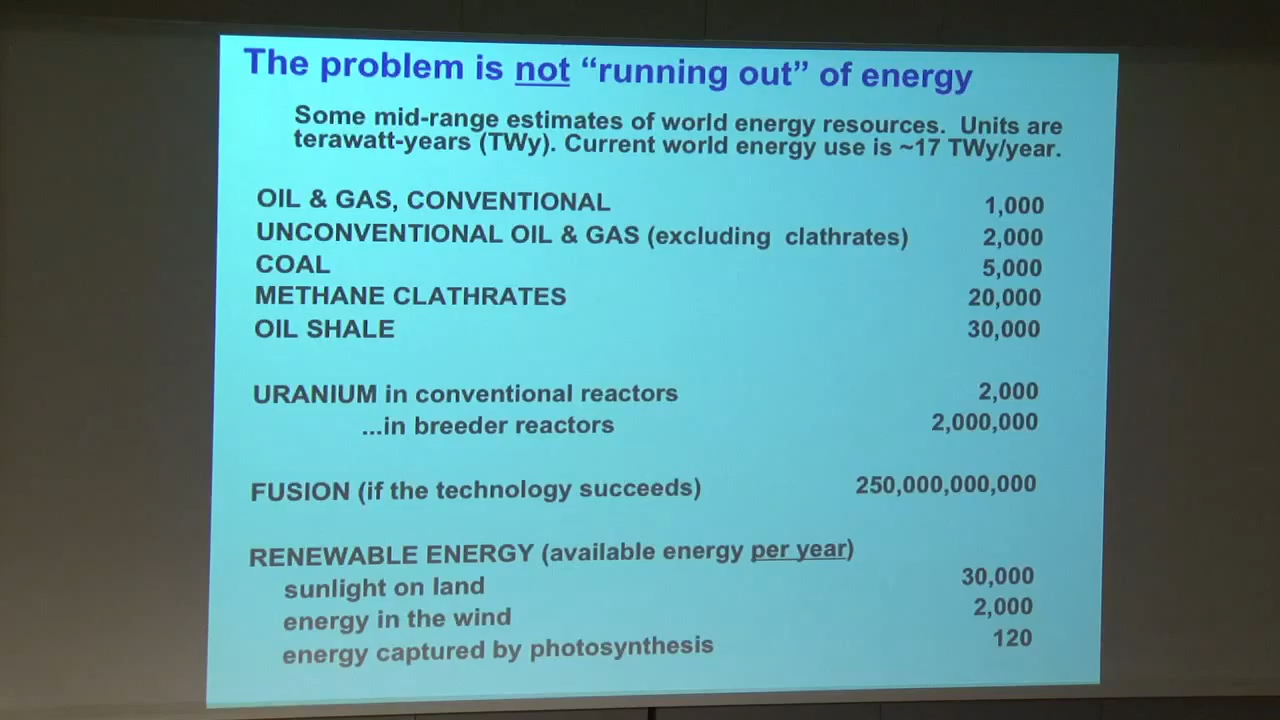 The problem is not “running out” of energy
Some mid-range estimates of world energy resources. Units are
terawatt-years (TWy). Current world energy use is ~17 TWy/year.
OIL & GAS, CONVENTIONAL 1,000
UNCONVENTIONAL OIL & GAS (excluding clathrates) 2,000
COAL 5,000
METHANE CLATHRATES 20,000
OIL SHALE 30,000
URANIUM in conventional reactors 2,000
...in breeder reactors 2,000,000
FUSION (if the technology succeeds) 250,000,000,000
RENEWABLE ENERGY (available energy per year)
sunlight on land 30,000
energy in the wind 2,000
energy captured by photosynthesis 120